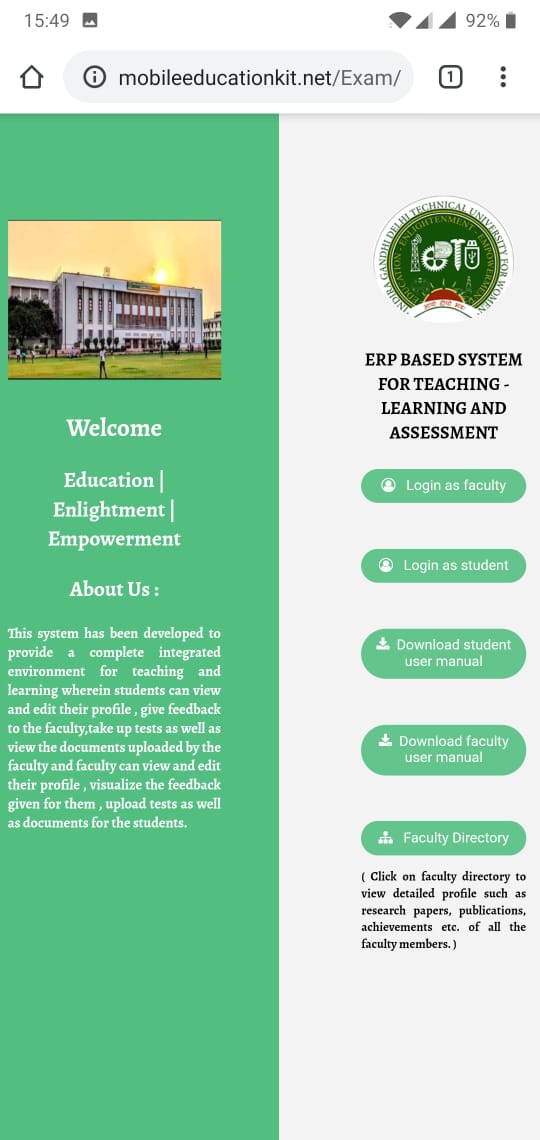 15:49
92%
mobileeducationkit.net/Exam/
1
Welcome
Education |
Enlightment |
Empowerment
About Us :
This system has been developed to
provide a complete integrated
environment for teaching and
learning wherein students can view
and edit their profile , give feedback
to the faculty,take up tests as well as
view the documents uploaded by the
faculty and faculty can view and edit
their profile , visualize the feedback
given for them , upload tests as well
as documents for the students.
INDIRA GANDHI DELHI TECHNICAL UNIVERSITY FOR WOMEN
EDUCATION - ENLIGHTENMENT - EMPOWERMENT
ERP BASED SYSTEM
FOR TEACHING -
LEARNING AND
ASSESSMENT
Login as faculty
Login as student
Download student
user manual
Download faculty
user manual
Faculty Directory
( Click on faculty directory to
view detailed profile such as
research papers, publications,
achievements etc. of all the
faculty members. )